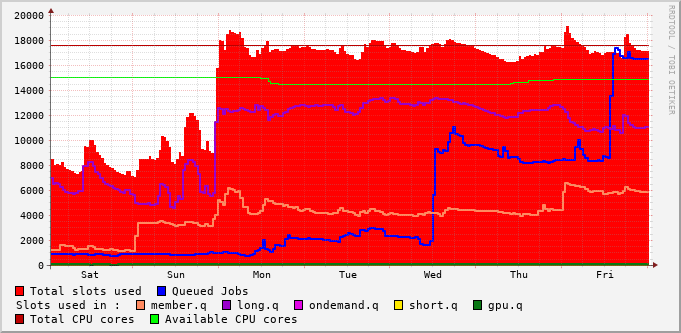 20000
18000
16000
14000
12000
10000
8000
6000
4000
2000
0
Sat Sun Mon Tue Wed Thu Fri
RRDTOOL / TOBI OETIKER
Total slots used Queued Jobs
Slots used in : member.q long.q ondemand.q short.q gpu.q
Total CPU cores Available CPU cores